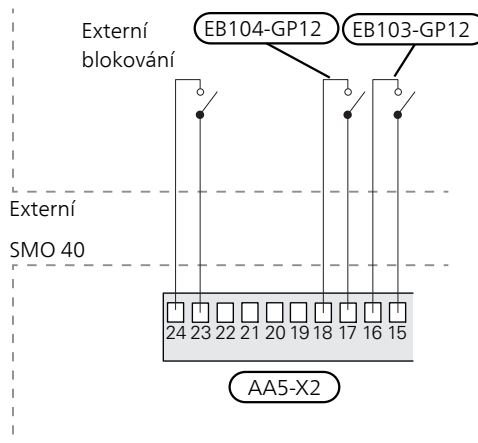 Externí
blokování
EB104-GP12
EB103-GP12
Externí
SMO 40
24 23 22 21 20 19 18 17 16 15
AA5-X2